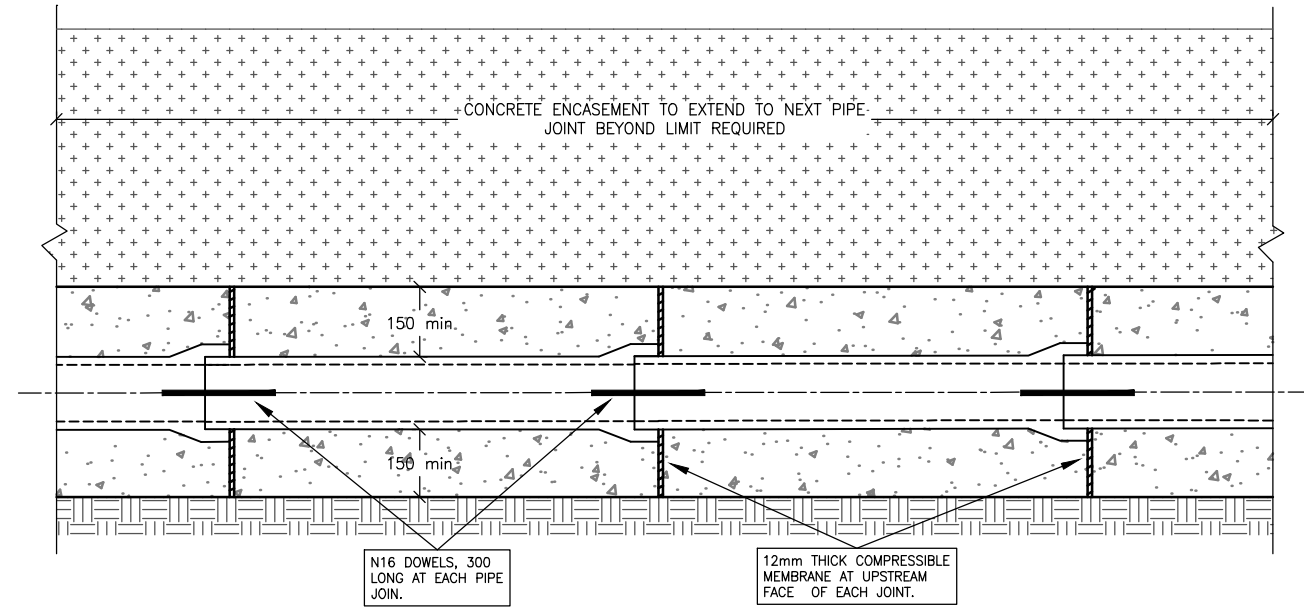 CONCRETE ENCASEMENT TO EXTEND TO NEXT PIPE
JOINT BEYOND LIMIT REQUIRED
150 min.
150 min.
N16 DOWELS, 300
LONG AT EACH PIPE
JOIN.
12mm THICK COMPRESSIBLE
MEMBRANE AT UPSTREAM
FACE OF EACH JOINT.